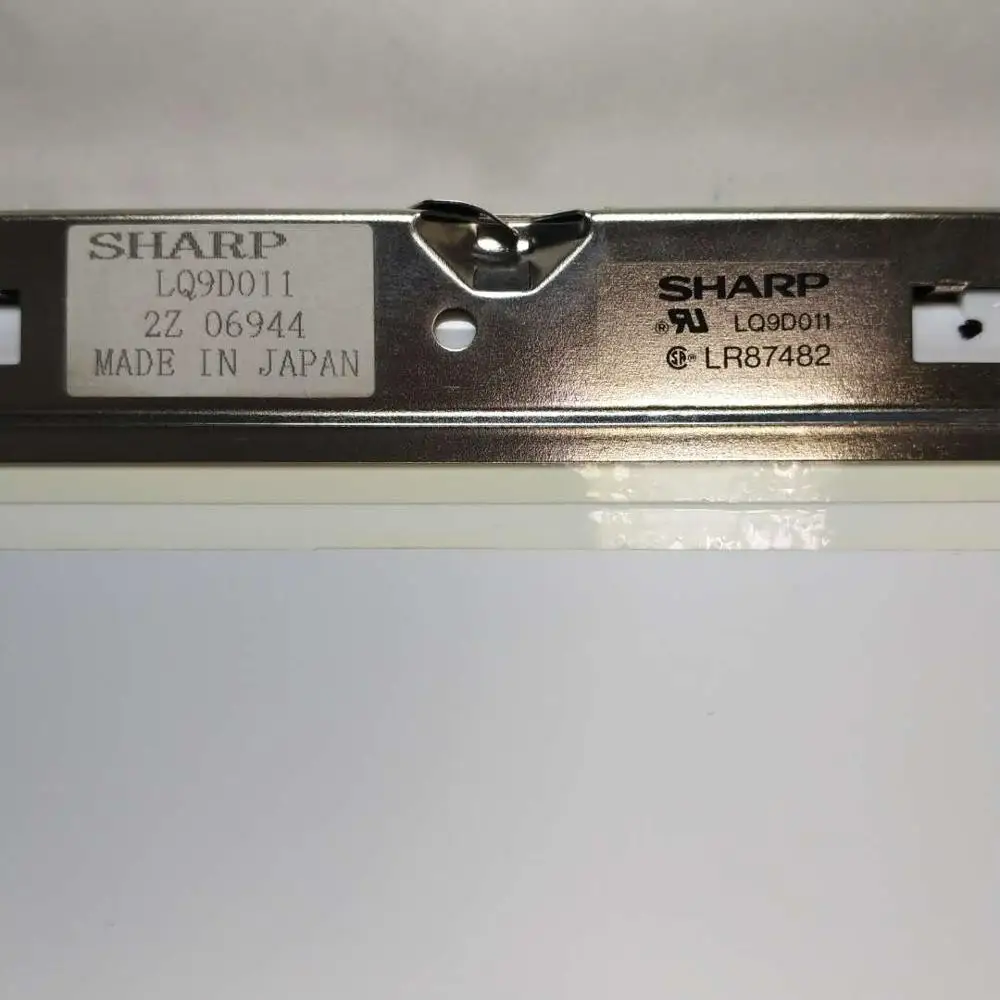 SHARP
LQ9D011
2Z 06944
MADE IN JAPAN
SHARP
LQ9D011
LR87482